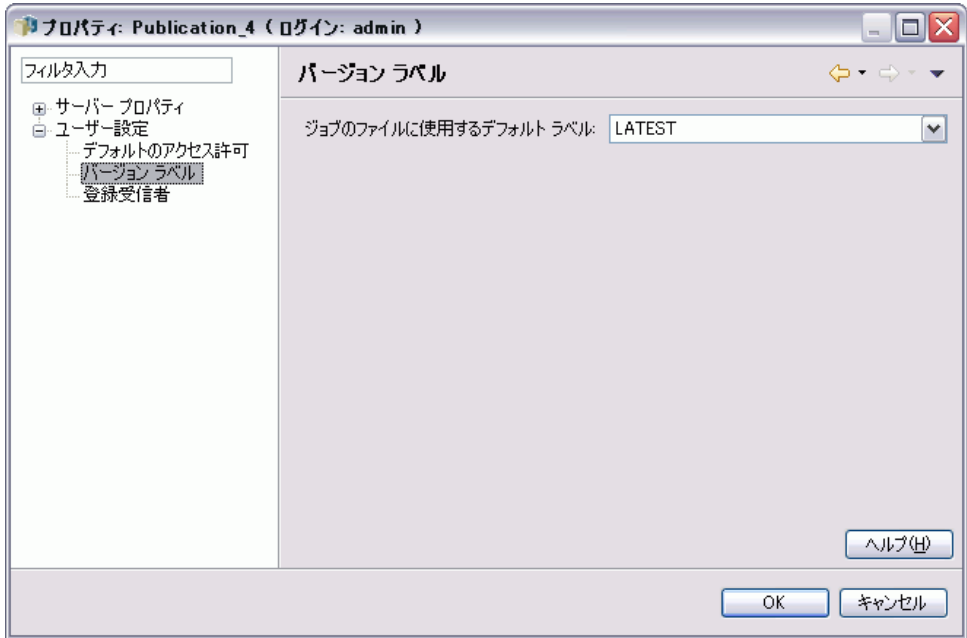 プロパティ: Publication_4 ( ログイン: admin )
フィルタ入力
サーバー プロパティ
ユーザー設定
デフォルトのアクセス許可
バージョン ラベル
登録受信者
バージョン ラベル
ジョブのファイルに使用するデフォルト ラベル: LATEST
ヘルプ(H)
OK キャンセル